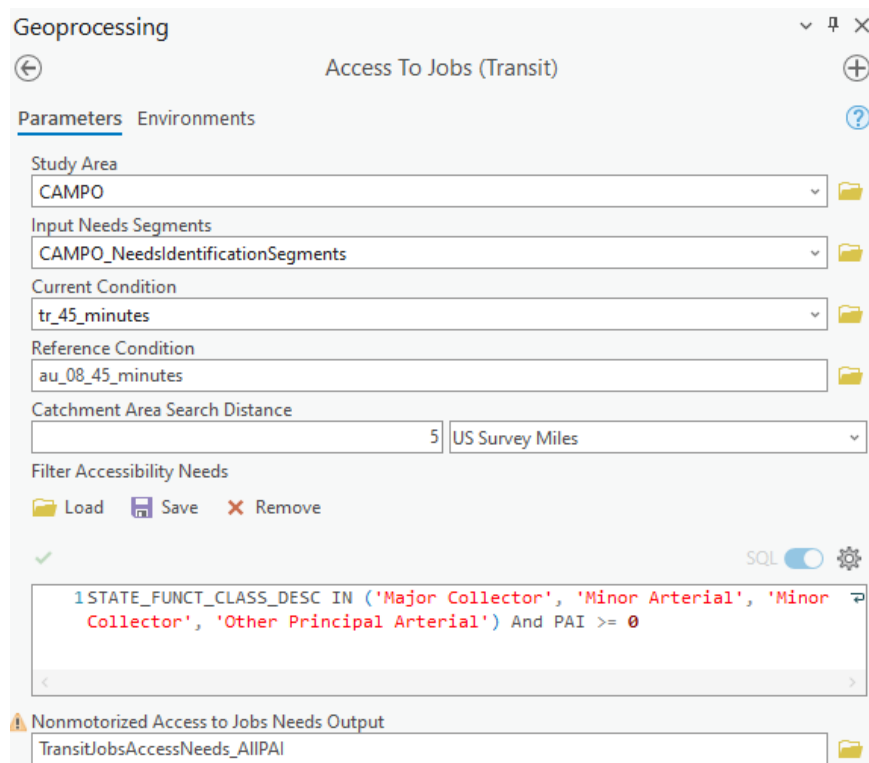 Geoprocessing
Access To Jobs (Transit)
Parameters Environments
Study Area
CAMPO
Input Needs Segments
CAMPO_NeedsIdentificationSegments
Current Condition
tr_45_minutes
Reference Condition
au_08_45_minutes
Catchment Area Search Distance
5 US Survey Miles
Filter Accessibility Needs
Load Save Remove
SQL
1 STATE_FUNCT_CLASS_DESC IN ('Major Collector', 'Minor Arterial', 'Minor
Collector', 'Other Principal Arterial') And PAI >= 0
Nonmotorized Access to Jobs Needs Output
TransitJobsAccessNeeds_AllPAI